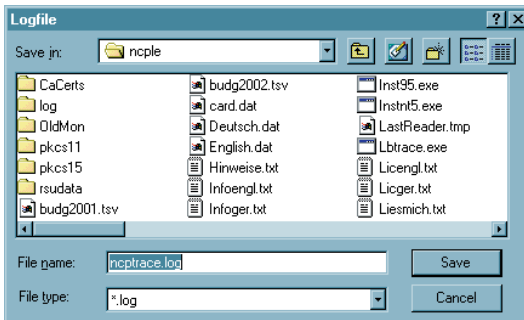 Logfile
Save in: ncple
CaCerts budg2002.tsv Inst95.exe
log card.dat Instnt5.exe
OldMon Deutsch.dat LastReader.tmp
pkcs11 English.dat Lbtrace.exe
pkcs15 Hinweise.txt Licengl.txt
rsudata Infoengl.txt Licger.txt
budg2001.tsv Infoger.txt Liesmich.txt
File name: ncptrace.log Save
File type: *.log Cancel